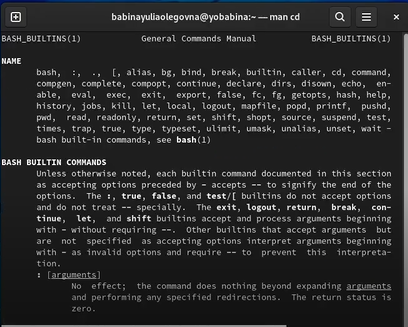 babinayuliaolegovna@yobabina:~ — man cd
BASH_BUILTINS(1) General Commands Manual BASH_BUILTINS(1)
NAME
bash, :, ., [, alias, bg, bind, break, builtin, caller, cd, command,
compgen, complete, compopt, continue, declare, dirs, disown, echo, en‐
able, eval, exec, exit, export, false, fc, fg, getopts, hash, help,
history, jobs, kill, let, local, logout, mapfile, popd, printf, pushd,
pwd, read, readonly, return, set, shift, shopt, source, suspend, test,
times, trap, true, type, typeset, ulimit, umask, unalias, unset, wait -
bash built-in commands, see bash(1)
BASH BUILTIN COMMANDS
Unless otherwise noted, each builtin command documented in this section
as accepting options preceded by - accepts -- to signify the end of the
options. The :, true, false, and test/[ builtins do not accept options
and do not treat -- specially. The exit, logout, return, break, con‐
tinue, let, and shift builtins accept and process arguments beginning
with - without requiring --. Other builtins that accept arguments but
are not specified as accepting options interpret arguments beginning
with - as invalid options and require -- to prevent this interpreta‐
tion.
: [arguments]
No effect; the command does nothing beyond expanding arguments
and performing any specified redirections. The return status is
zero.